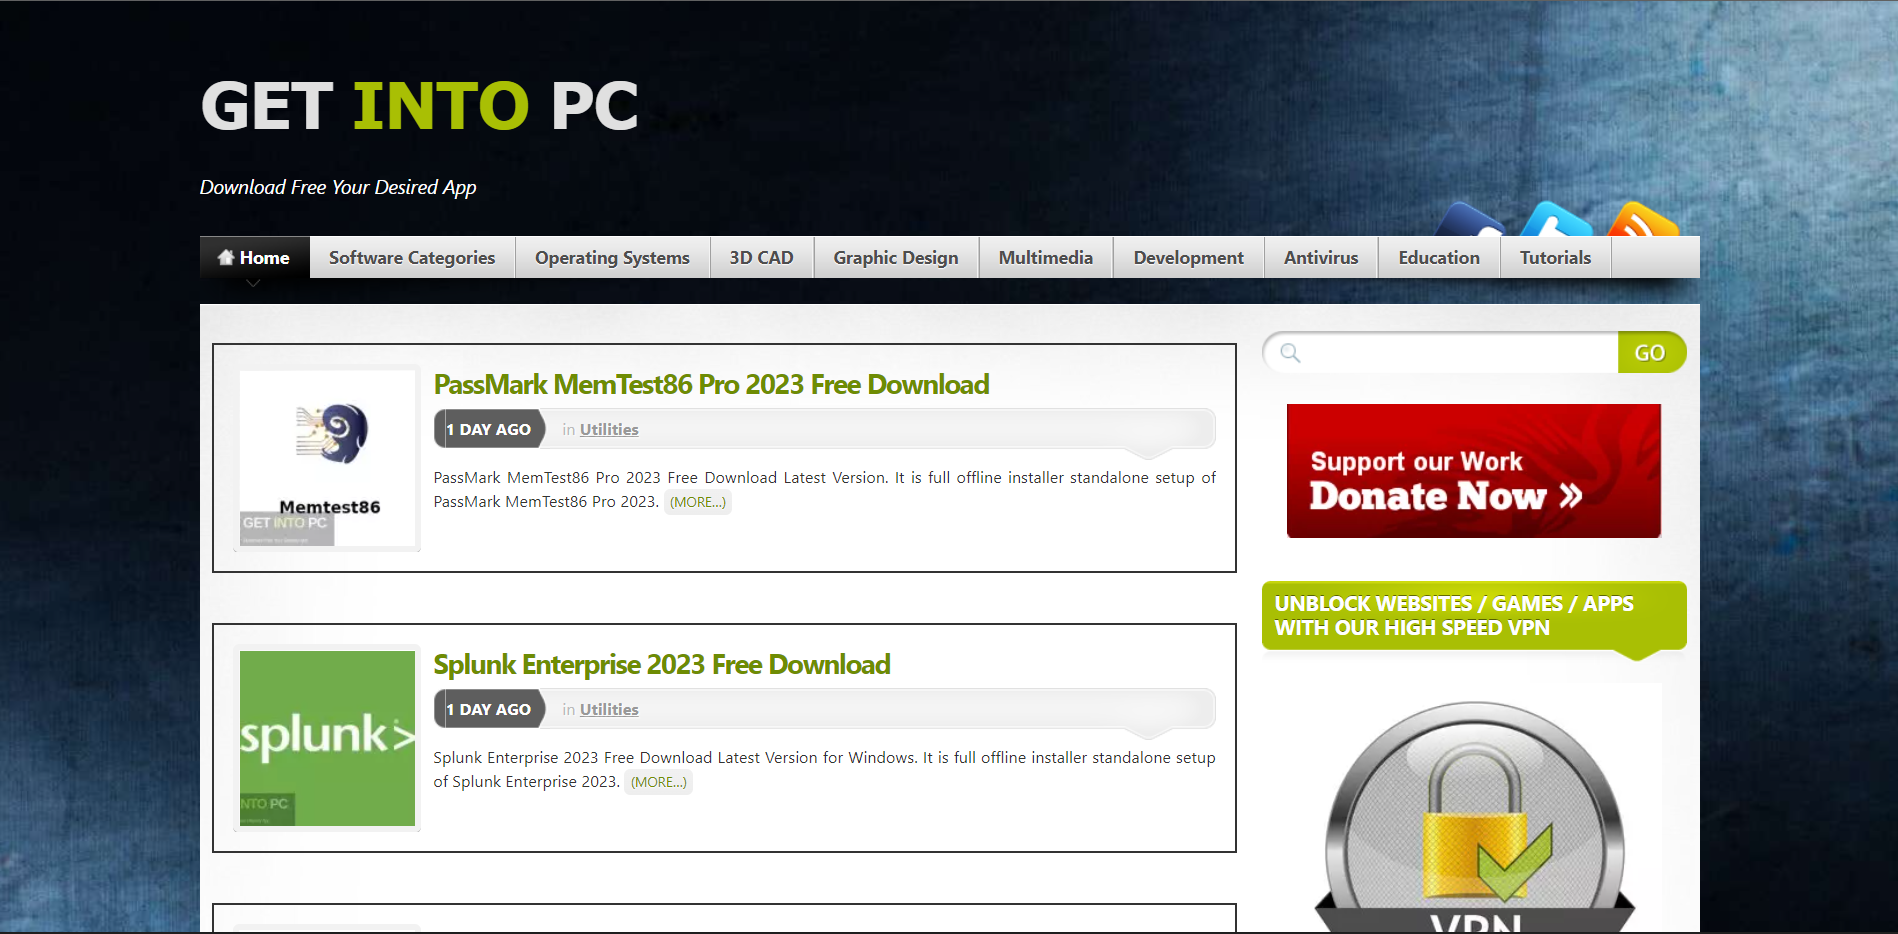 GET INTO PC
Download Free Your Desired App
Home
Software Categories
Operating Systems
3D CAD
Graphic Design
Multimedia
Development
Antivirus
Education
Tutorials
Memtest86
GET INTO PC
PassMark MemTest86 Pro 2023 Free Download
1 DAY AGO
in Utilities
PassMark MemTest86 Pro 2023 Free Download Latest Version. It is full offline installer standalone setup of
PassMark MemTest86 Pro 2023. (MORE...)
splunk>
INTO PC
Splunk Enterprise 2023 Free Download
1 DAY AGO
in Utilities
Splunk Enterprise 2023 Free Download Latest Version for Windows. It is full offline installer standalone setup
of Splunk Enterprise 2023. (MORE...)
GO
Support our Work
Donate Now »
UNBLOCK WEBSITES / GAMES / APPS
WITH OUR HIGH SPEED VPN
VPN